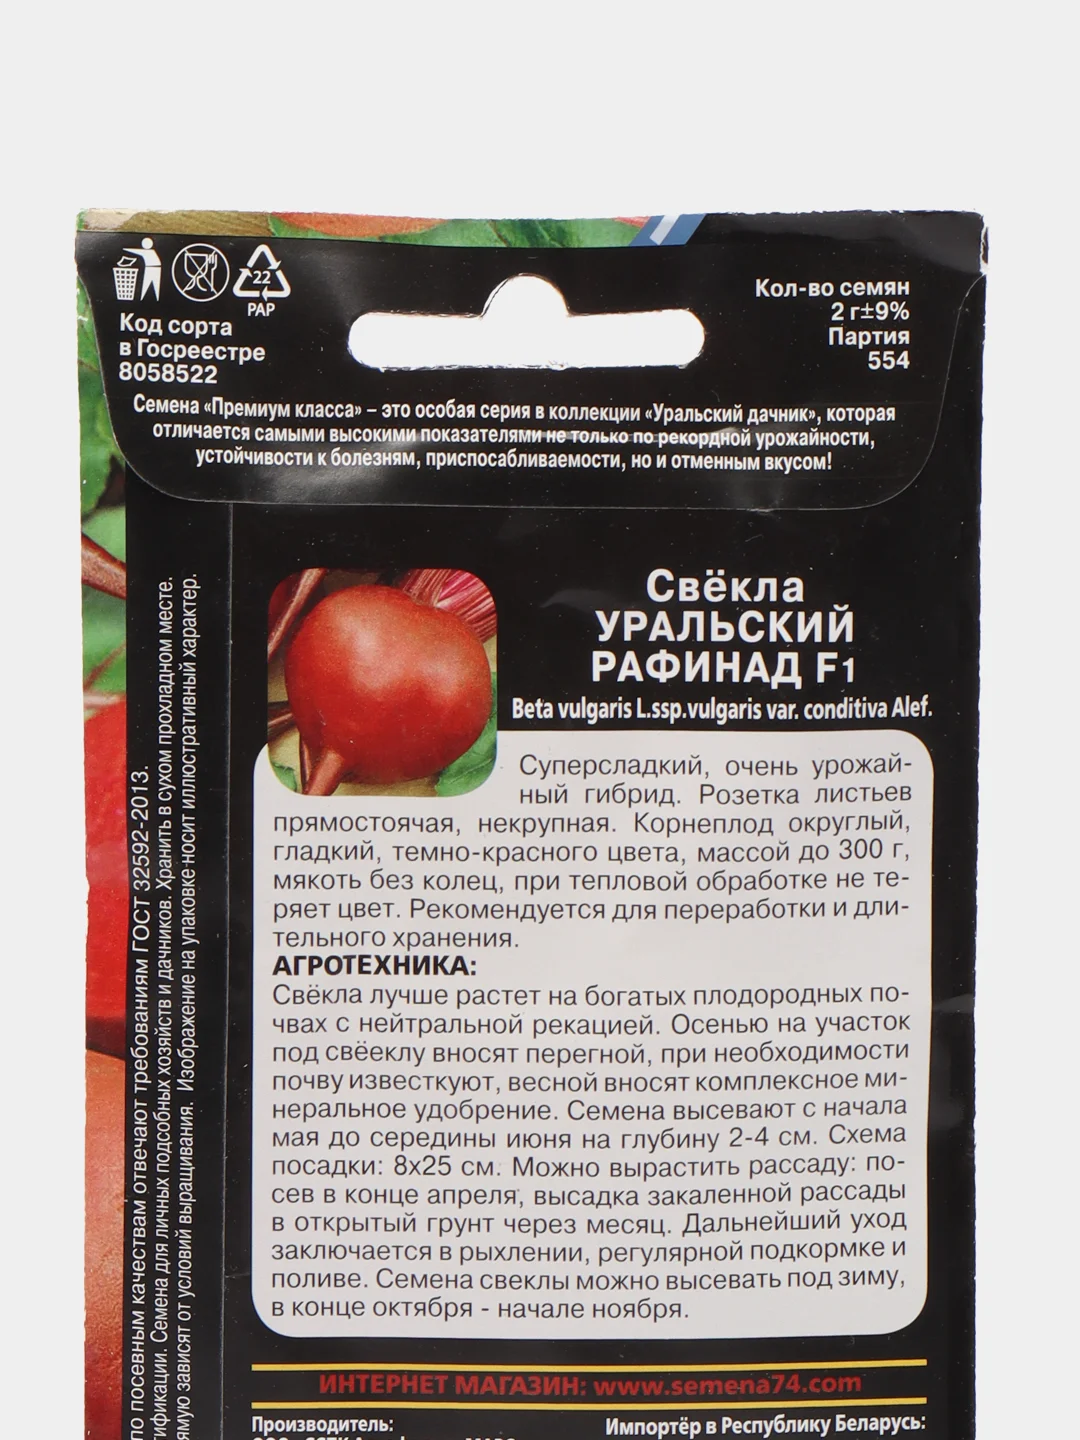 22
PAP
Код сорта
в Госреестре
8058522
Кол-во семян
2 г±9%
Партия
554
Семена «Премиум класса» – это особая серия в коллекции «Уральский дачник», которая
отличается самыми высокими показателями не только по рекордной урожайности,
устойчивости к болезням, приспосабливаемости, но и отменным вкусом!
Свёкла
УРАЛЬСКИЙ
РАФИНАД F1
Beta vulgaris L.ssp.vulgaris var. conditiva Alef.
Суперсладкий, очень урожай-
ный гибрид. Розетка листьев
прямостоячая, некрупная. Корнеплод округлый,
гладкий, темно-красного цвета, массой до 300 г,
мякоть без колец, при тепловой обработке не те-
ряет цвет. Рекомендуется для переработки и дли-
тельного хранения.
АГРОТЕХНИКА:
Свёкла лучше растет на богатых плодородных по-
чвах с нейтральной рекацией. Осенью на участок
под свёеклу вносят перегной, при необходимости
почву известкуют, весной вносят комплексное ми-
неральное удобрение. Семена высевают с начала
мая до середины июня на глубину 2-4 см. Схема
посадки: 8х25 см. Можно вырастить рассаду: по-
сев в конце апреля, высадка закаленной рассады
в открытый грунт через месяц. Дальнейший уход
заключается в рыхлении, регулярной подкормке и
поливе. Семена свеклы можно высевать под зиму,
в конце октября - начале ноября.
по посевным качествам отвечают требованиям ГОСТ 32592-2013.
тификации. Семена для личных подсобных хозяйств и дачников. Хранить в сухом прохладном месте.
ямую зависят от условий выращивания. Изображение на упаковке носит иллюстративный характер.
ИНТЕРНЕТ МАГАЗИН: www.semena74.com
Производитель:
Импортёр в Республику Беларусь: